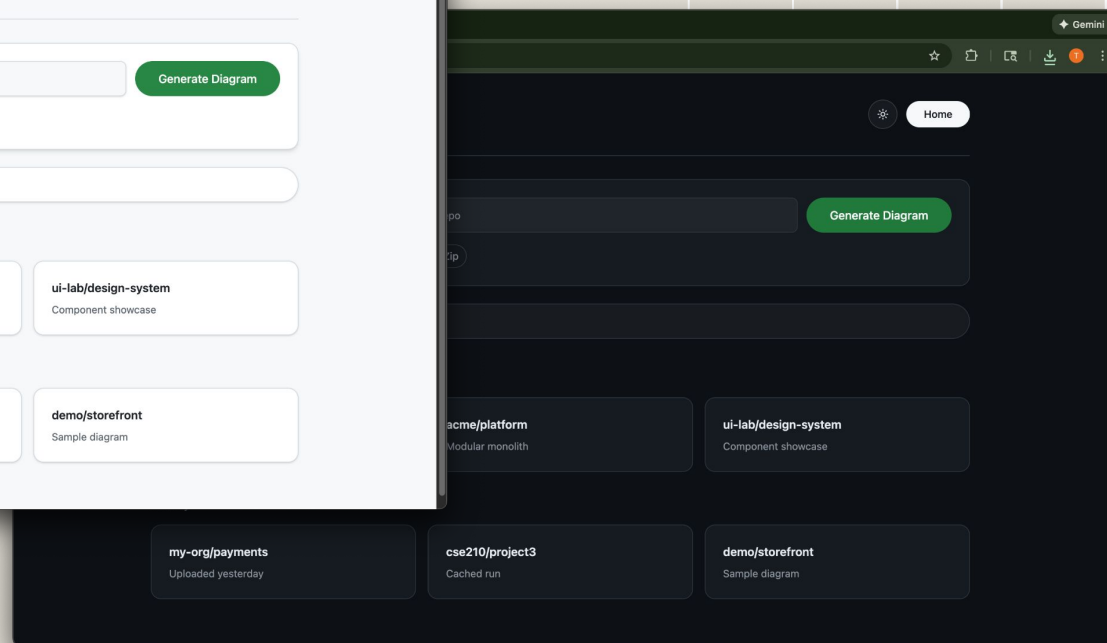 Generate Diagram
ui-lab/design-system
Component showcase
demo/storefront
Sample diagram
Gemini
T
Home
Generate Diagram
acme/platform
Modular monolith
ui-lab/design-system
Component showcase
my-org/payments
Uploaded yesterday
cse210/project3
Cached run
demo/storefront
Sample diagram